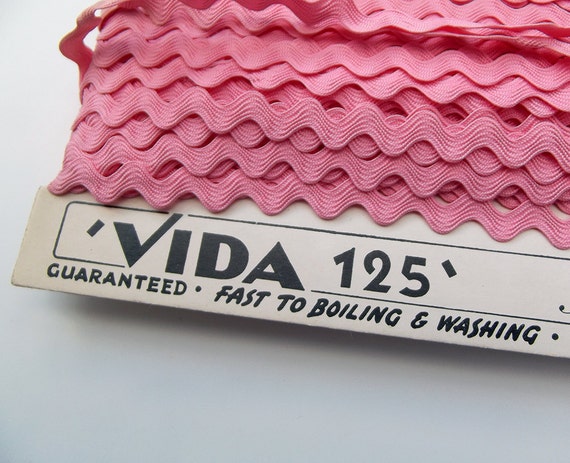 'VIDA 125'
GUARANTEED · FAST TO BOILING & WASHING ·